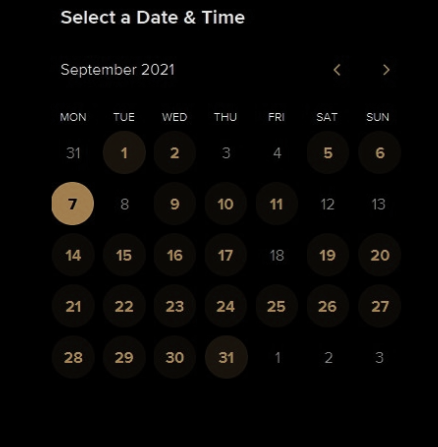 Select a Date & Time
September 2021
MON TUE WED THU FRI SAT SUN
31 1 2 3 4 5 6
7 8 9 10 11 12 13
14 15 16 17 18 19 20
21 22 23 24 25 26 27
28 29 30 31 1 2 3